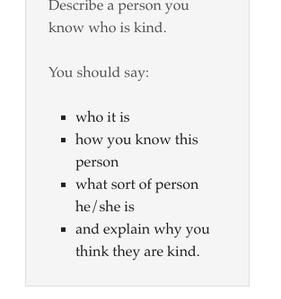 Describe a person you
know who is kind.
You should say:
who it is
how you know this
person
what sort of person
he/she is
and explain why you
think they are kind.